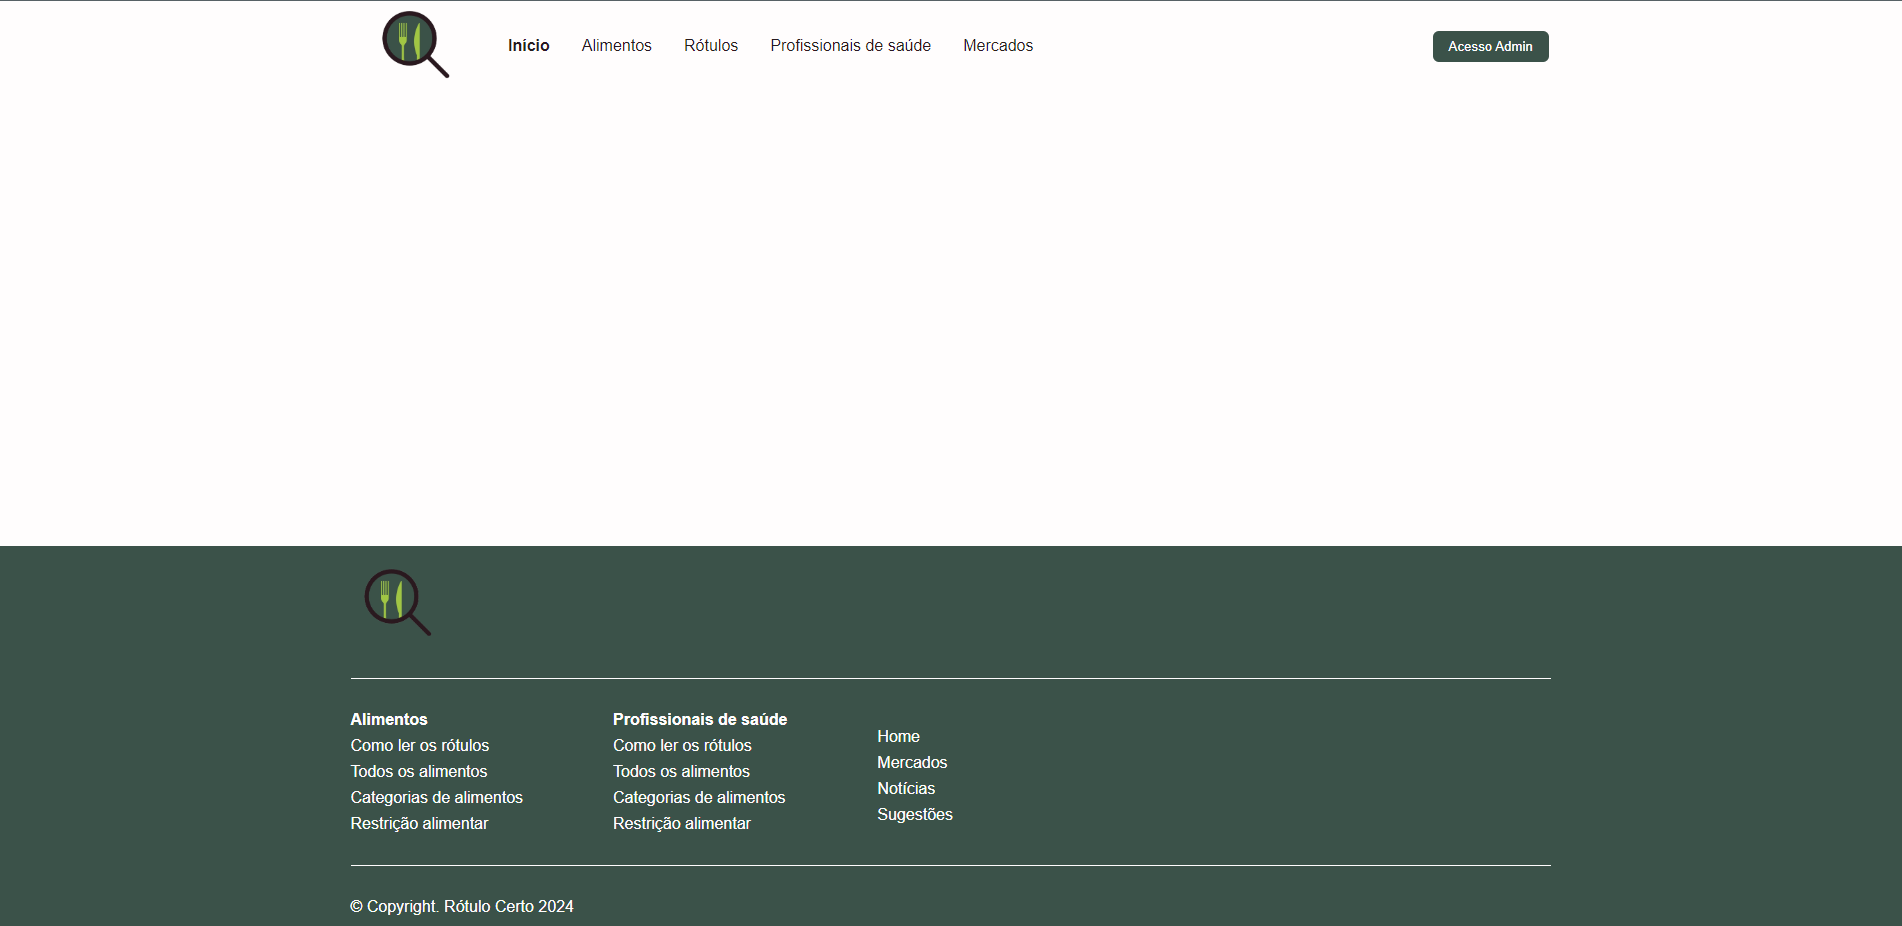 Início Alimentos Rótulos Profissionais de saúde Mercados Acesso Admin
Alimentos
Como ler os rótulos
Todos os alimentos
Categorias de alimentos
Restrição alimentar
Profissionais de saúde
Como ler os rótulos
Todos os alimentos
Categorias de alimentos
Restrição alimentar
Home
Mercados
Notícias
Sugestões
© Copyright. Rótulo Certo 2024